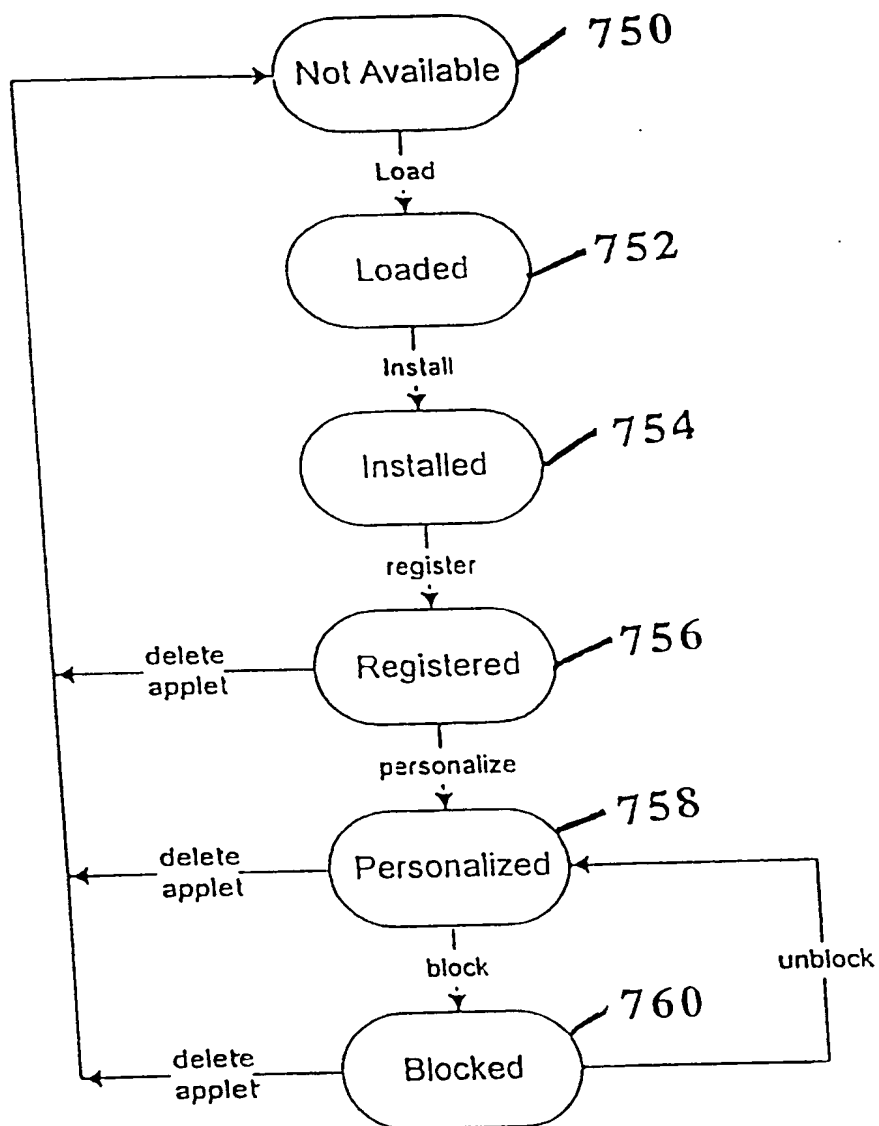 750
Not Available
Load
752
Loaded
Install
754
Installed
register
756
Registered
delete
applet
personalize
758
Personalized
delete
applet
block
unblock
760
Blocked
delete
applet